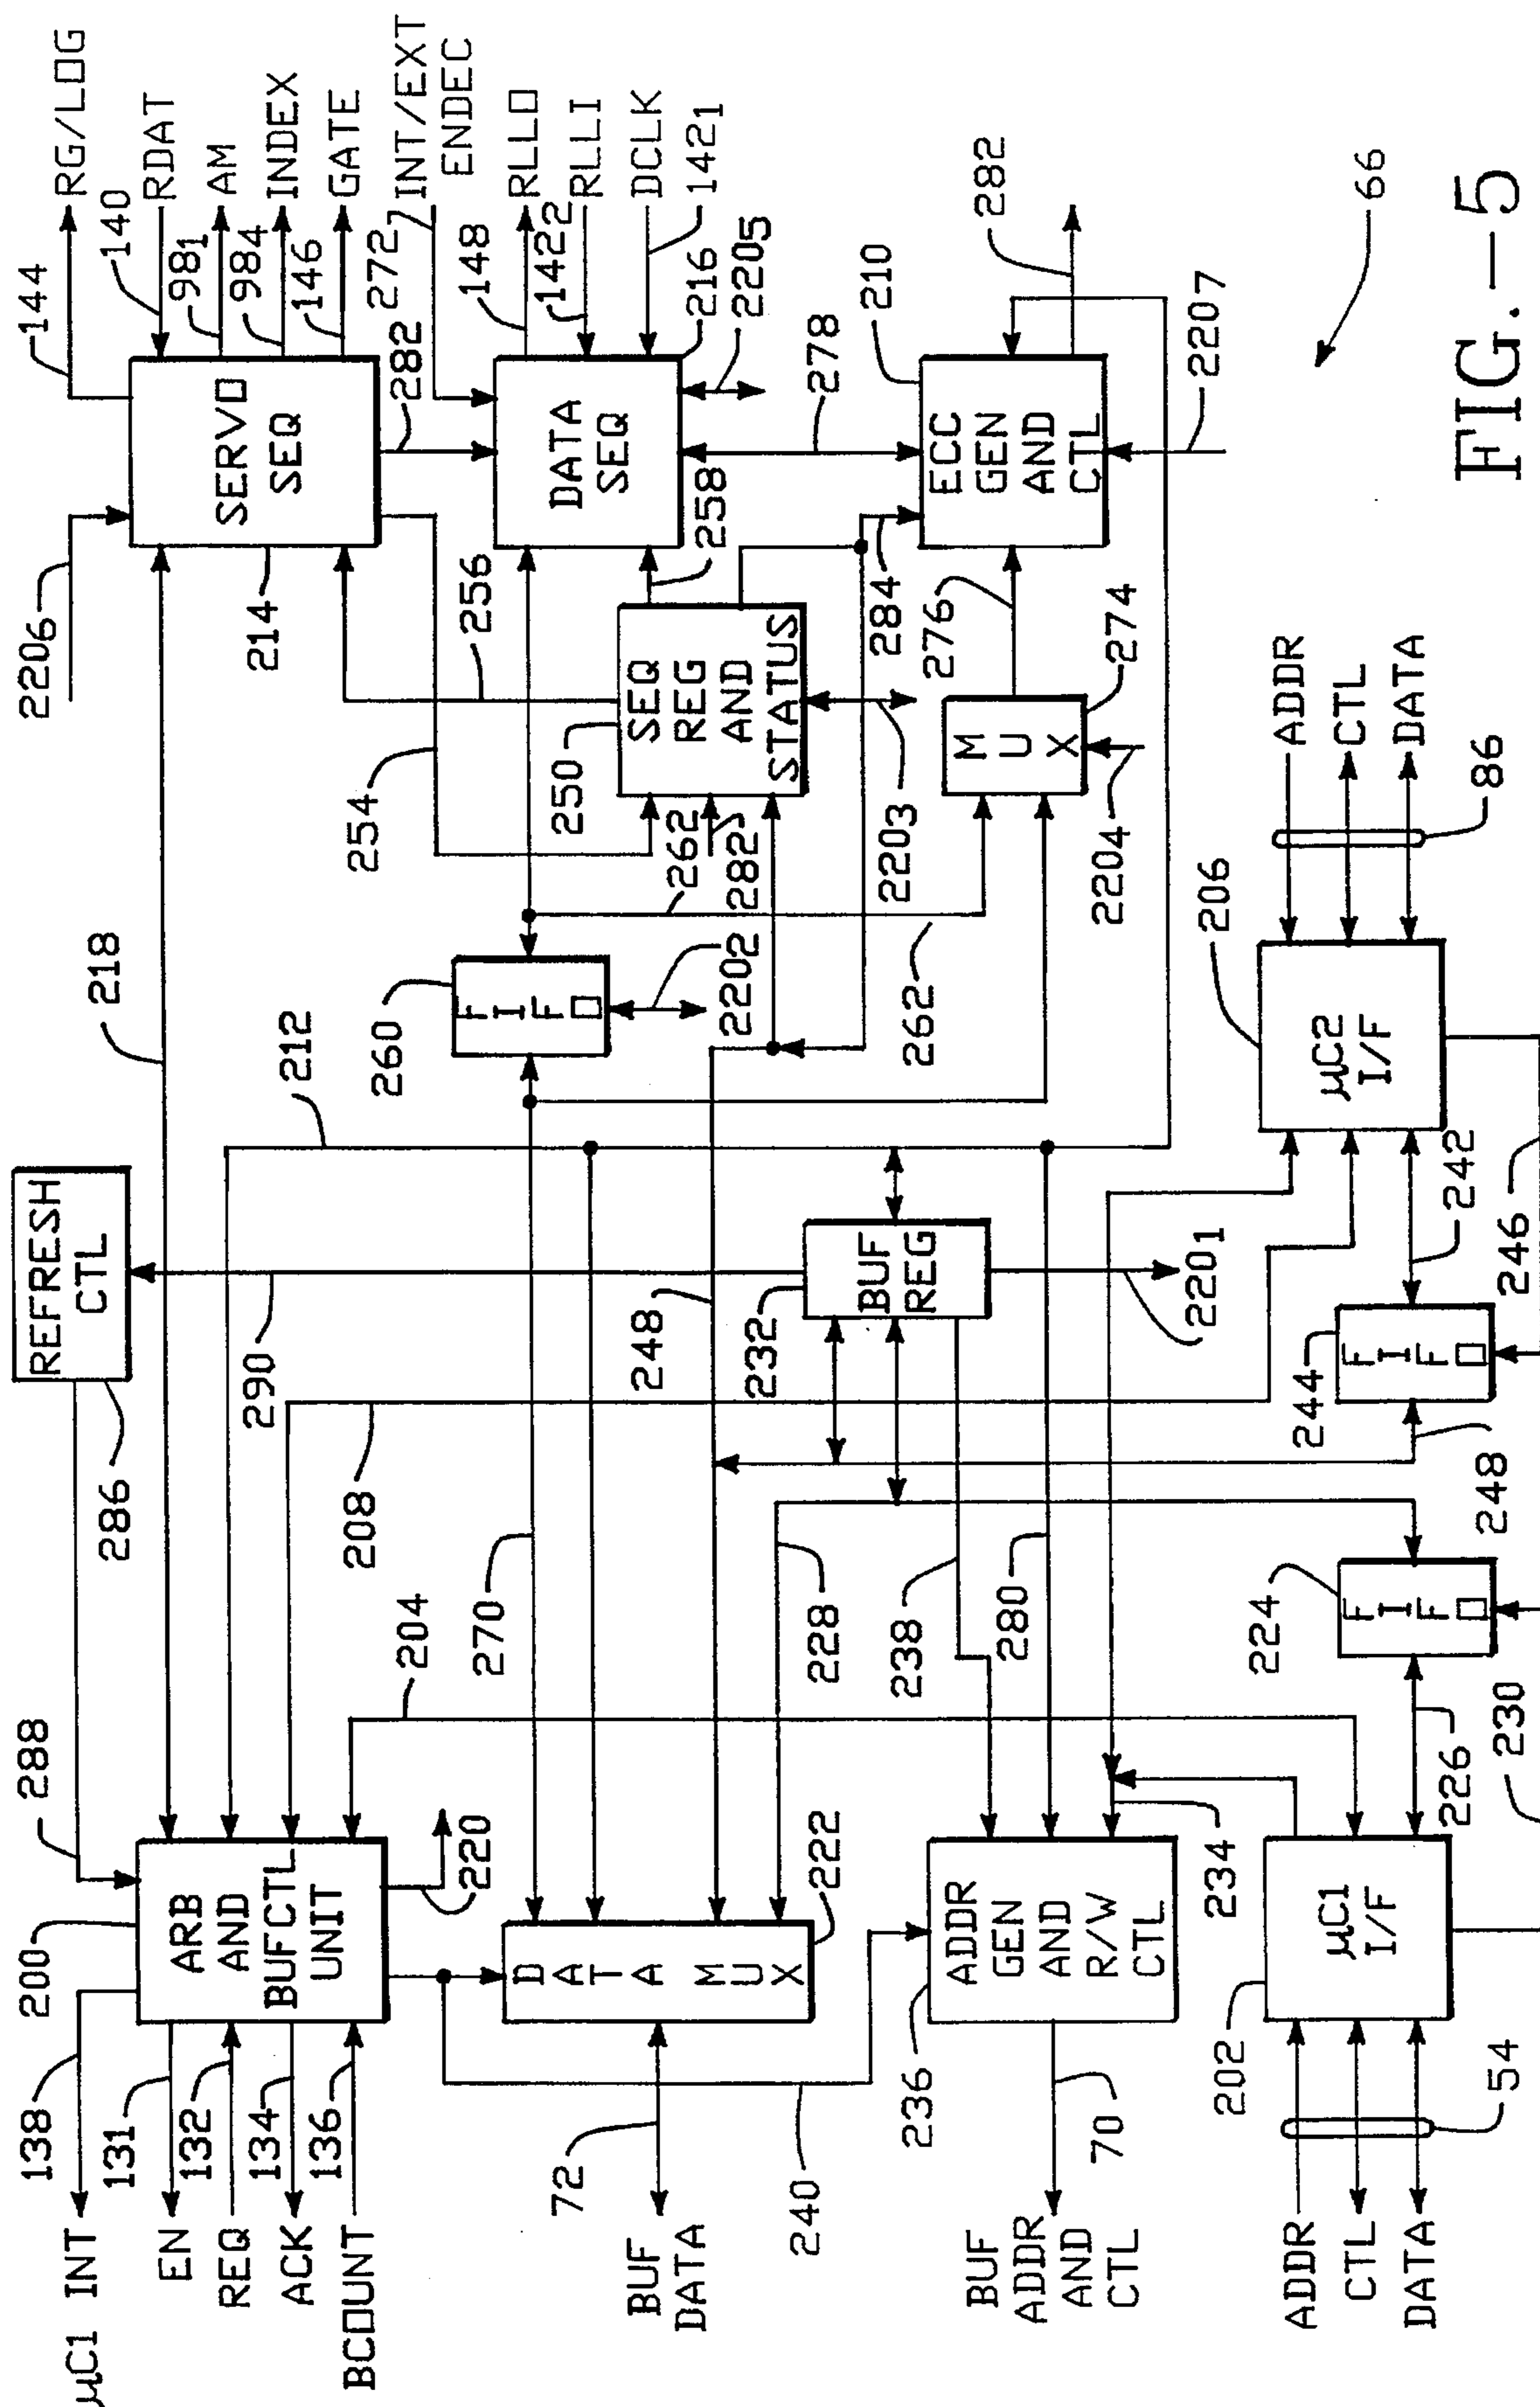 µC1 INT
138
EN
131
REQ
132
ACK
134
BCOUNT
136
200
ARB
AND
BUFCTL
UNIT
288
220
204
286
REFRESH
CTL
290
208
218
212
220₆
214
SERVO
SEQ
144
RG/LOG
140
RDAT
98₁
AM
98₄
INDEX
146
GATE
282
272
INT/EXT
ENDEC
BUF
DATA
72
DATA MUX
222
240
270
248
228
260
FIFO
220₂
254
256
262
250
SEQ
REG
AND
STATUS
282
258
220₃
DATA
SEQ
148
RLLO
142₂
RLLI
DCLK
142₁
216
220₅
278
BUF
ADDR
AND
CTL
70
236
ADDR
GEN
AND
R/W
CTL
234
238
280
232
BUF
REG
220₁
262
MUX
274
276
220₄
284
ECC
GEN
AND
CTL
210
282
220₇
ADDR
CTL
DATA
54
202
µC1
I/F
226
230
224
FIFO
248
244
FIFO
242
246
206
µC2
I/F
86
ADDR
CTL
DATA
66
FIG.-5